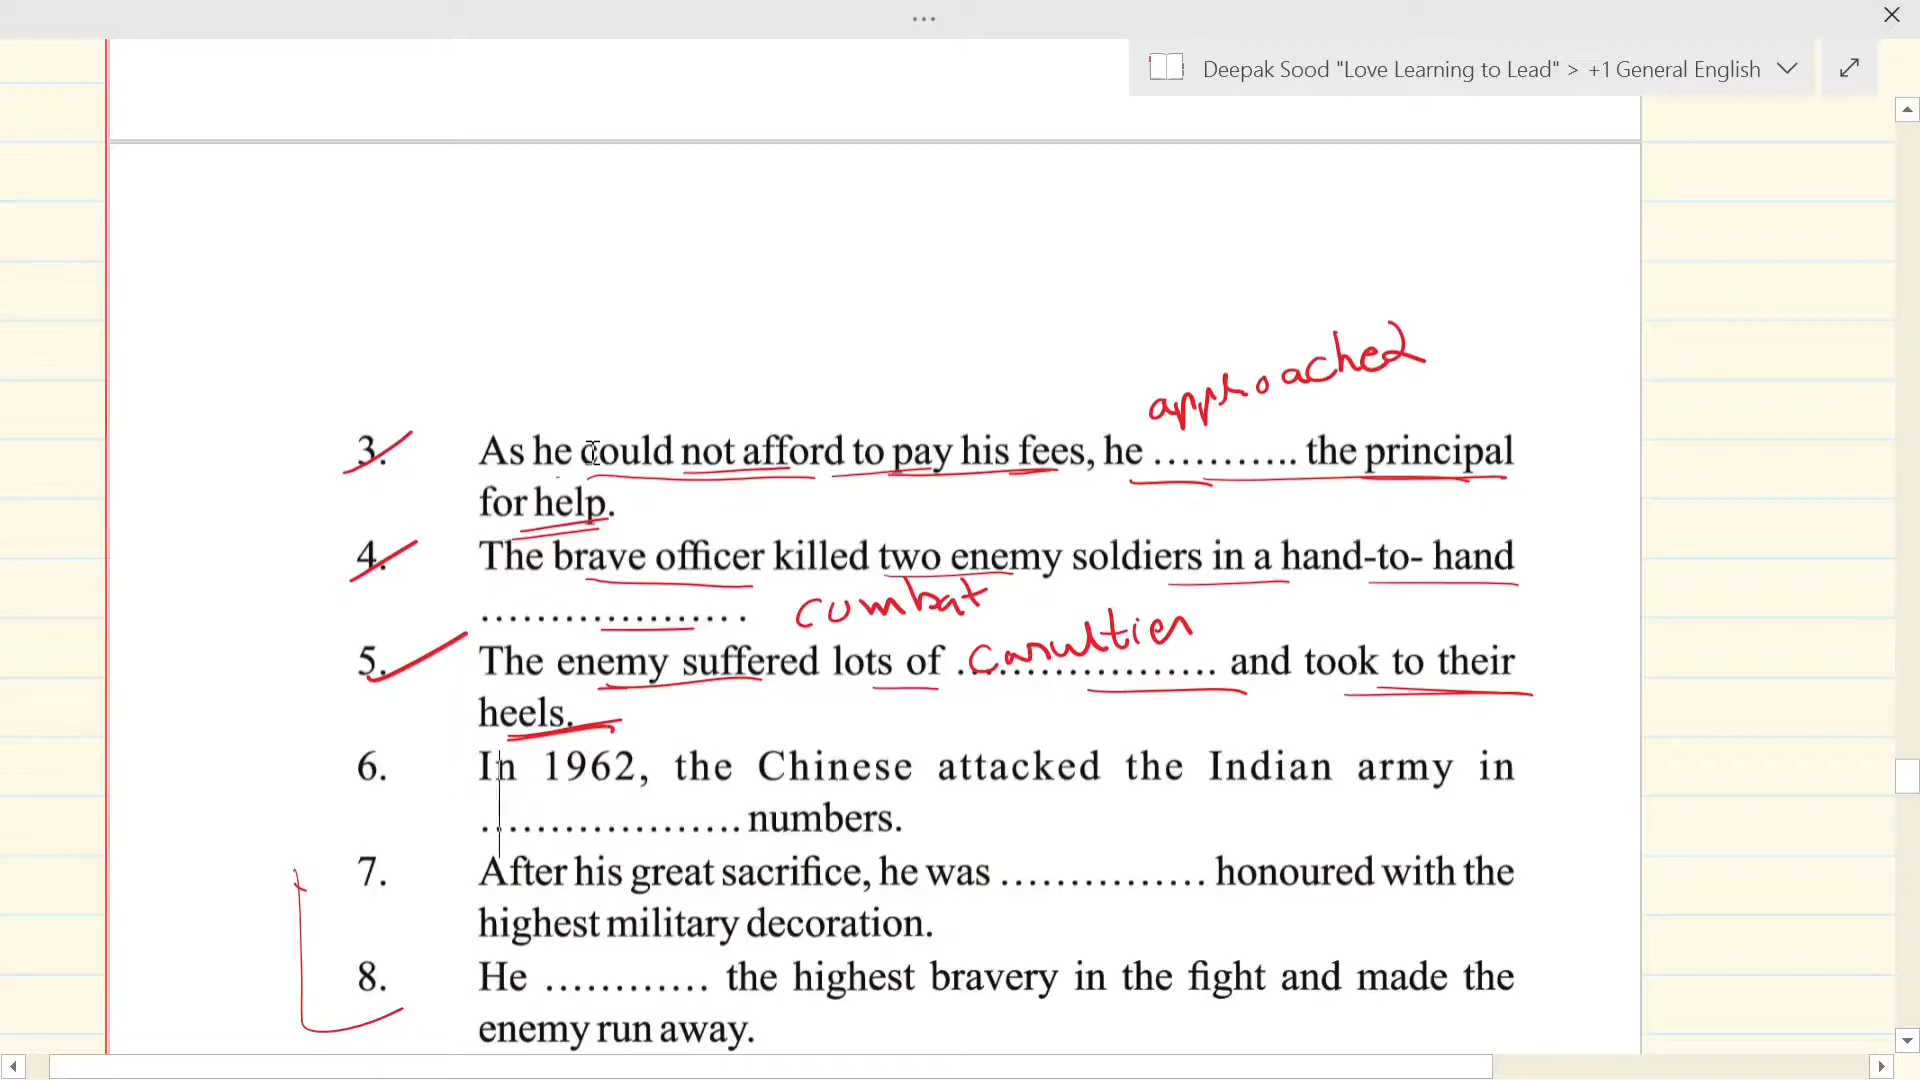 Deepak Sood "Love Learning to Lead" > +1 General English
approached
3. As he could not afford to pay his fees, he ........... the principal
for help.
4. The brave officer killed two enemy soldiers in a hand-to- hand
................... cumbat
5. The enemy suffered lots of .casulties................. and took to their
heels.
6. In 1962, the Chinese attacked the Indian army in
................... numbers.
7. After his great sacrifice, he was ............... honoured with the
highest military decoration.
8. He ............ the highest bravery in the fight and made the
enemy run away.